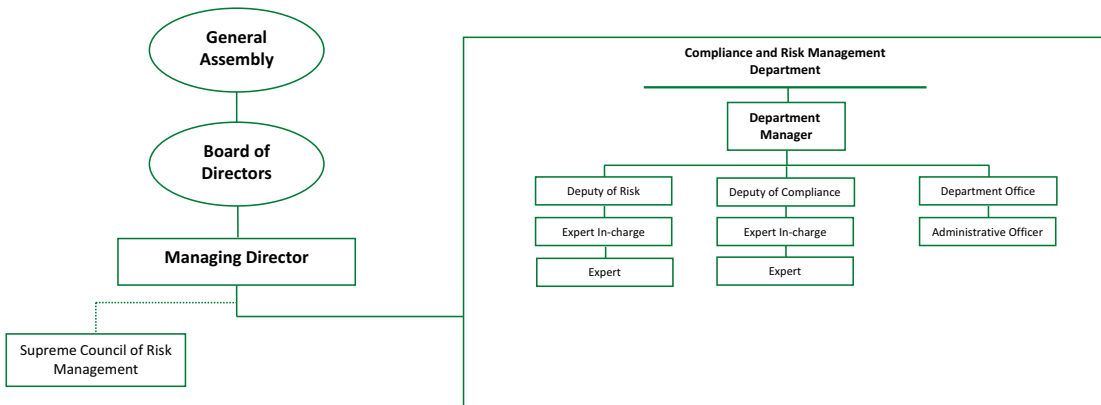 General
Assembly
Board of
Directors
Managing Director
Supreme Council of Risk
Management
Compliance and Risk Management
Department
Department
Manager
Deputy of Risk
Deputy of Compliance
Department Office
Expert In-charge
Expert In-charge
Administrative Officer
Expert
Expert